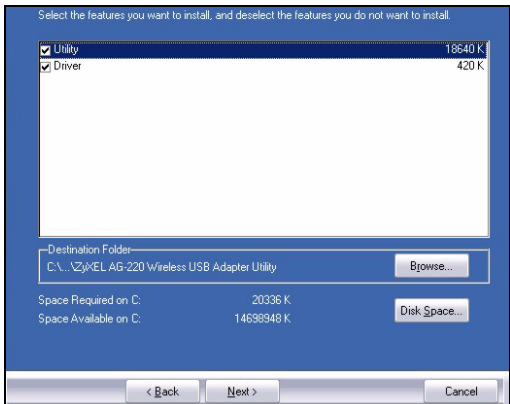 Select the features you want to install, and deselect the features you do not want to install.
Utility 18640 K
Driver 420 K
Destination Folder
C:\...\ZyXEL AG-220 Wireless USB Adapter Utility
Browse...
Space Required on C: 20336 K
Space Available on C: 14698948 K
Disk Space...
< Back Next > Cancel